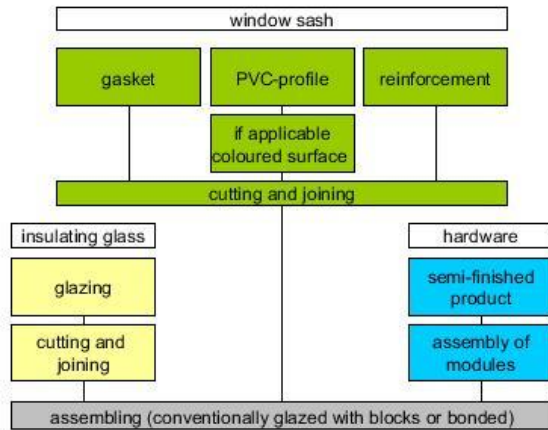 window sash
gasket
PVC-profile
reinforcement
if applicable
coloured surface
cutting and joining
insulating glass
hardware
glazing
semi-finished
product
cutting and
joining
assembly of
modules
assembling (conventionally glazed with blocks or bonded)